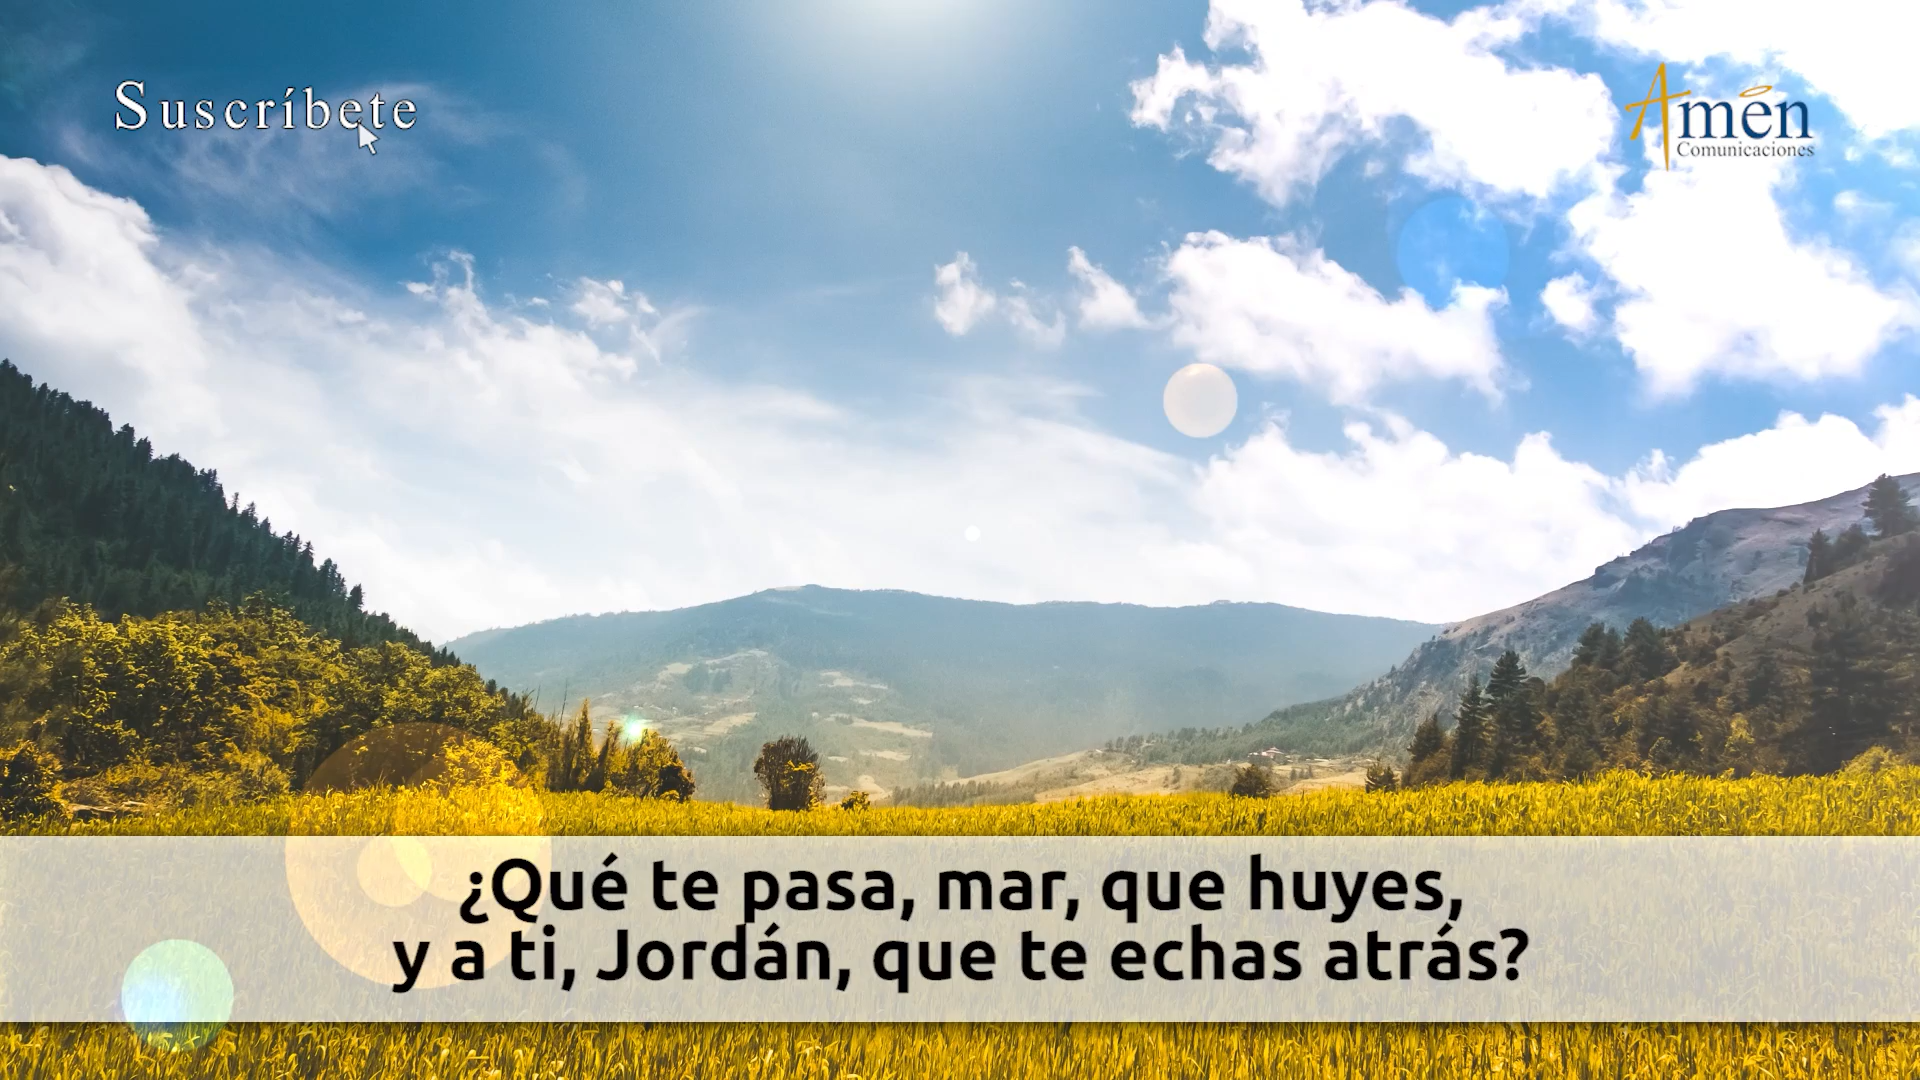 Suscríbete
Amén
Comunicaciones
¿Qué te pasa, mar, que huyes,
y a ti, Jordán, que te echas atrás?